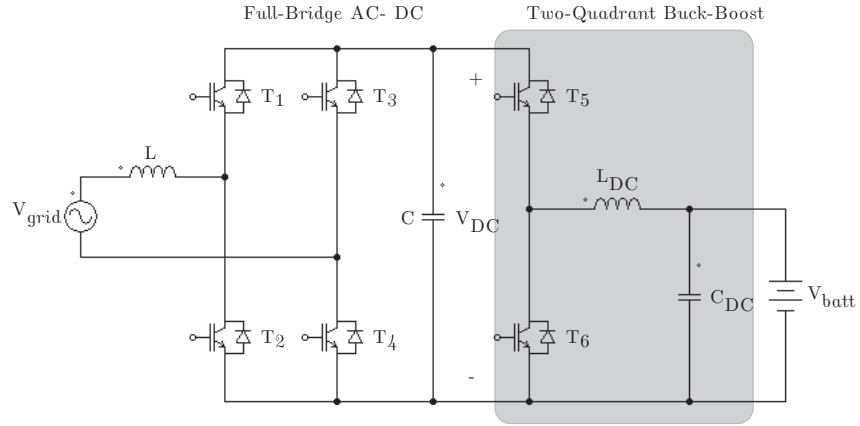 Full-Bridge AC- DC
Two-Quadrant Buck-Boost
+
T1
T3
T5
L
LDC
Vgrid
C
VDC
CDC
Vbatt
T2
T4
T6
-